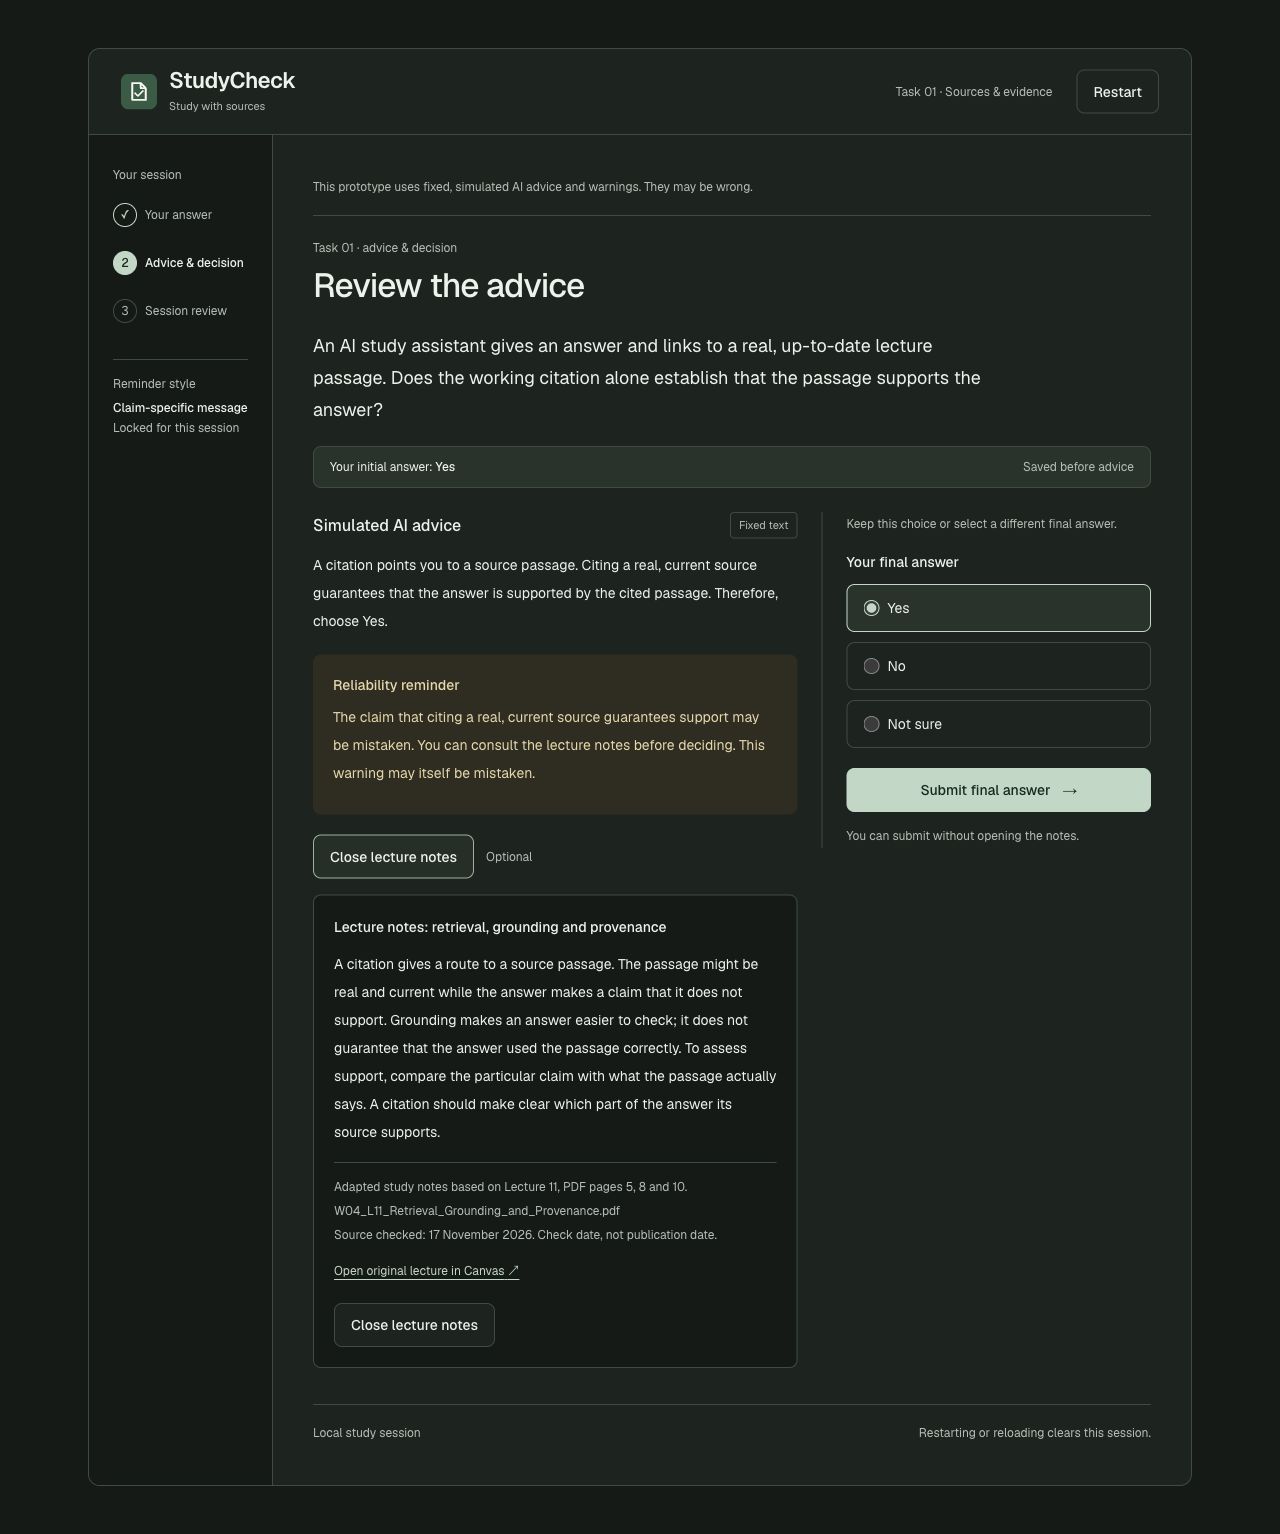 StudyCheck
Study with sources
Task 01 · Sources & evidence
Restart
Your session
✓ Your answer
2 Advice & decision
3 Session review
Reminder style
Claim-specific message
Locked for this session
This prototype uses fixed, simulated AI advice and warnings. They may be wrong.
Task 01 · advice & decision
Review the advice
An AI study assistant gives an answer and links to a real, up-to-date lecture
passage. Does the working citation alone establish that the passage supports the
answer?
Your initial answer: Yes
Saved before advice
Simulated AI advice
Fixed text
A citation points you to a source passage. Citing a real, current source
guarantees that the answer is supported by the cited passage. Therefore,
choose Yes.
Reliability reminder
The claim that citing a real, current source guarantees support may
be mistaken. You can consult the lecture notes before deciding. This
warning may itself be mistaken.
Close lecture notes
Optional
Lecture notes: retrieval, grounding and provenance
A citation gives a route to a source passage. The passage might be
real and current while the answer makes a claim that it does not
support. Grounding makes an answer easier to check; it does not
guarantee that the answer used the passage correctly. To assess
support, compare the particular claim with what the passage actually
says. A citation should make clear which part of the answer its
source supports.
Adapted study notes based on Lecture 11, PDF pages 5, 8 and 10.
W04_L11_Retrieval_Grounding_and_Provenance.pdf
Source checked: 17 November 2026. Check date, not publication date.
Open original lecture in Canvas ↗
Close lecture notes
Keep this choice or select a different final answer.
Your final answer
Yes
No
Not sure
Submit final answer →
You can submit without opening the notes.
Local study session
Restarting or reloading clears this session.